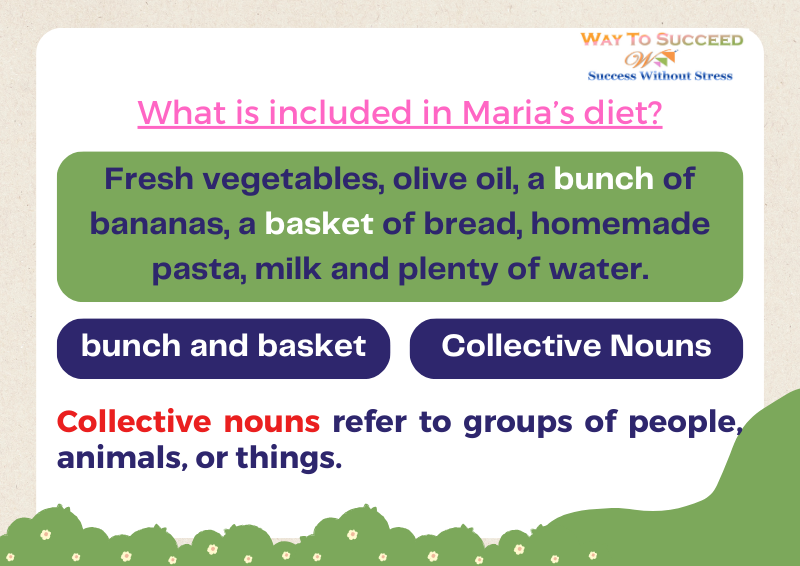 WAY TO SUCCEED
Success Without Stress
What is included in Maria's diet?
Fresh vegetables, olive oil, a bunch of
bananas, a basket of bread, homemade
pasta, milk and plenty of water.
bunch and basket
Collective Nouns
Collective nouns refer to groups of people,
animals, or things.